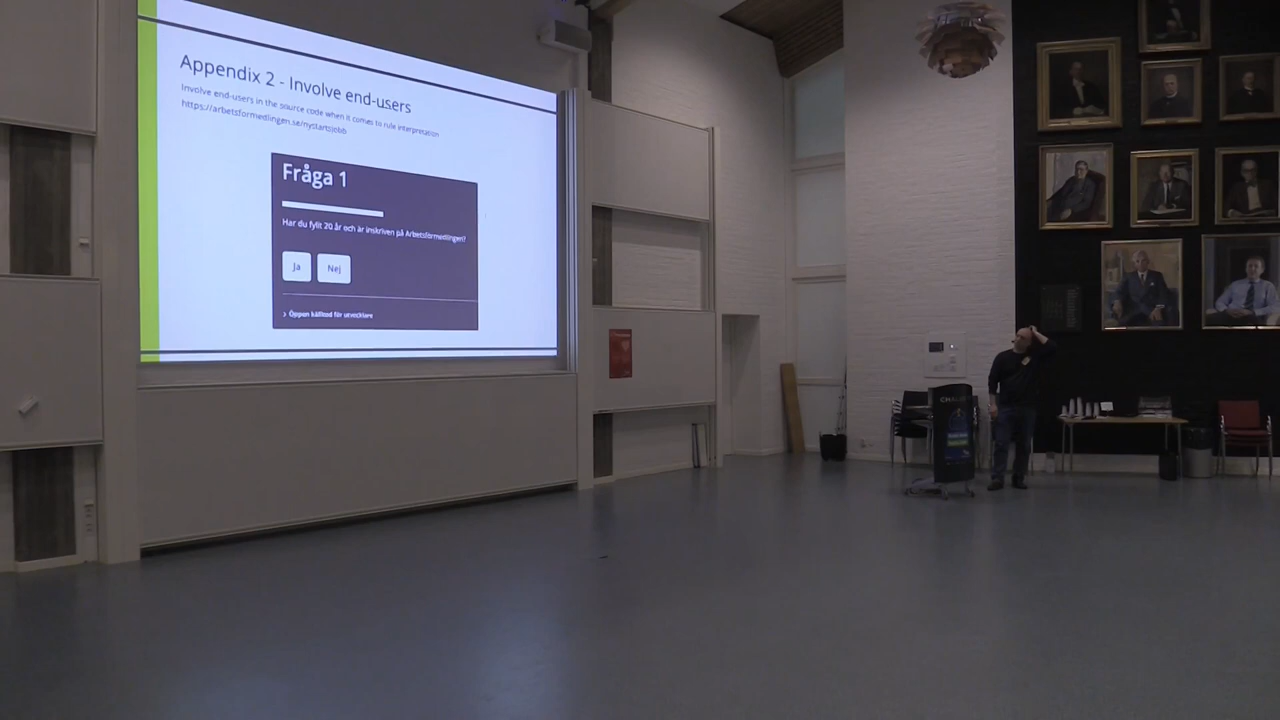 Appendix 2 - Involve end-users
Involve end-users in the source code when it comes to rule interpretation
https://arbetsformedlingen.se/nystartsjobb
Fråga 1
Har du fyllt 20 år och är inskriven på Arbetsförmedlingen?
Ja
Nej
> Öppen källkod för utvecklare